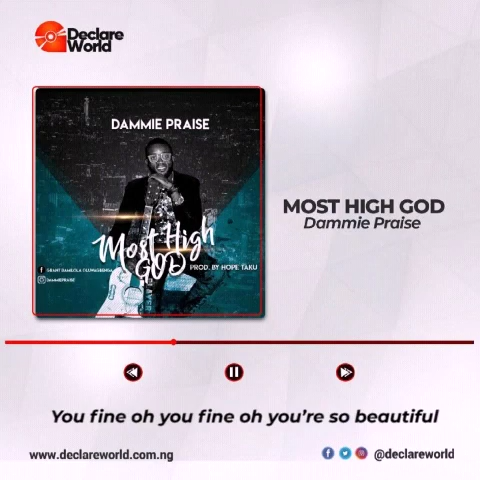 Declare
World
DAMMIE PRAISE
Most High
GOD
PROD. BY HOPE TAKU
DAMMIEPRAISE
MOST HIGH GOD
Dammie Praise
You fine oh you fine oh you're so beautiful
www.declareworld.com.ng
@declareworld